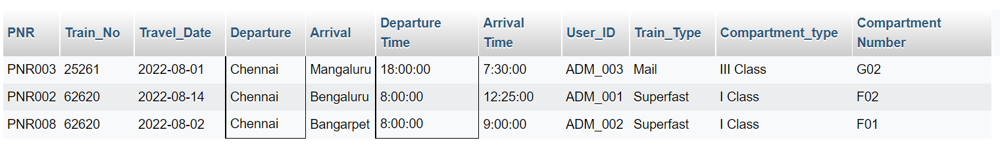 PNR Train_No Travel_Date Departure Arrival Departure Time Arrival Time User_ID Train_Type Compartment_type Compartment Number
PNR003 25261 2022-08-01 Chennai Mangaluru 18:00:00 7:30:00 ADM_003 Mail III Class G02
PNR002 62620 2022-08-14 Chennai Bengaluru 8:00:00 12:25:00 ADM_001 Superfast I Class F02
PNR008 62620 2022-08-02 Chennai Bangarpet 8:00:00 9:00:00 ADM_002 Superfast I Class F01